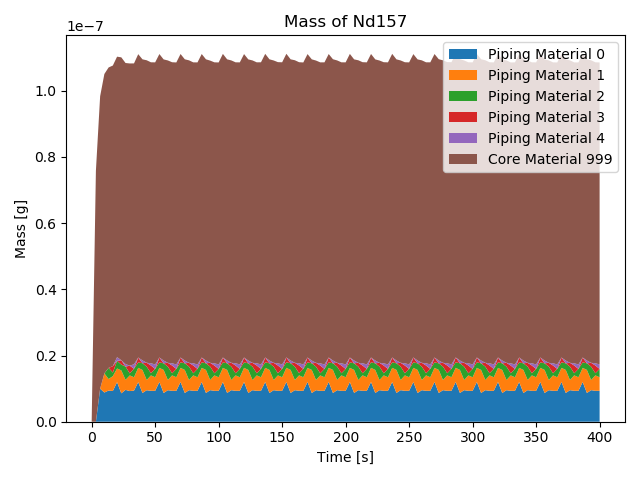 Mass of Nd157
1e−7
Piping Material 0
Piping Material 1
Piping Material 2
Piping Material 3
Piping Material 4
Core Material 999
Mass [g]
1.0
0.8
0.6
0.4
0.2
0.0
0 50 100 150 200 250 300 350 400
Time [s]